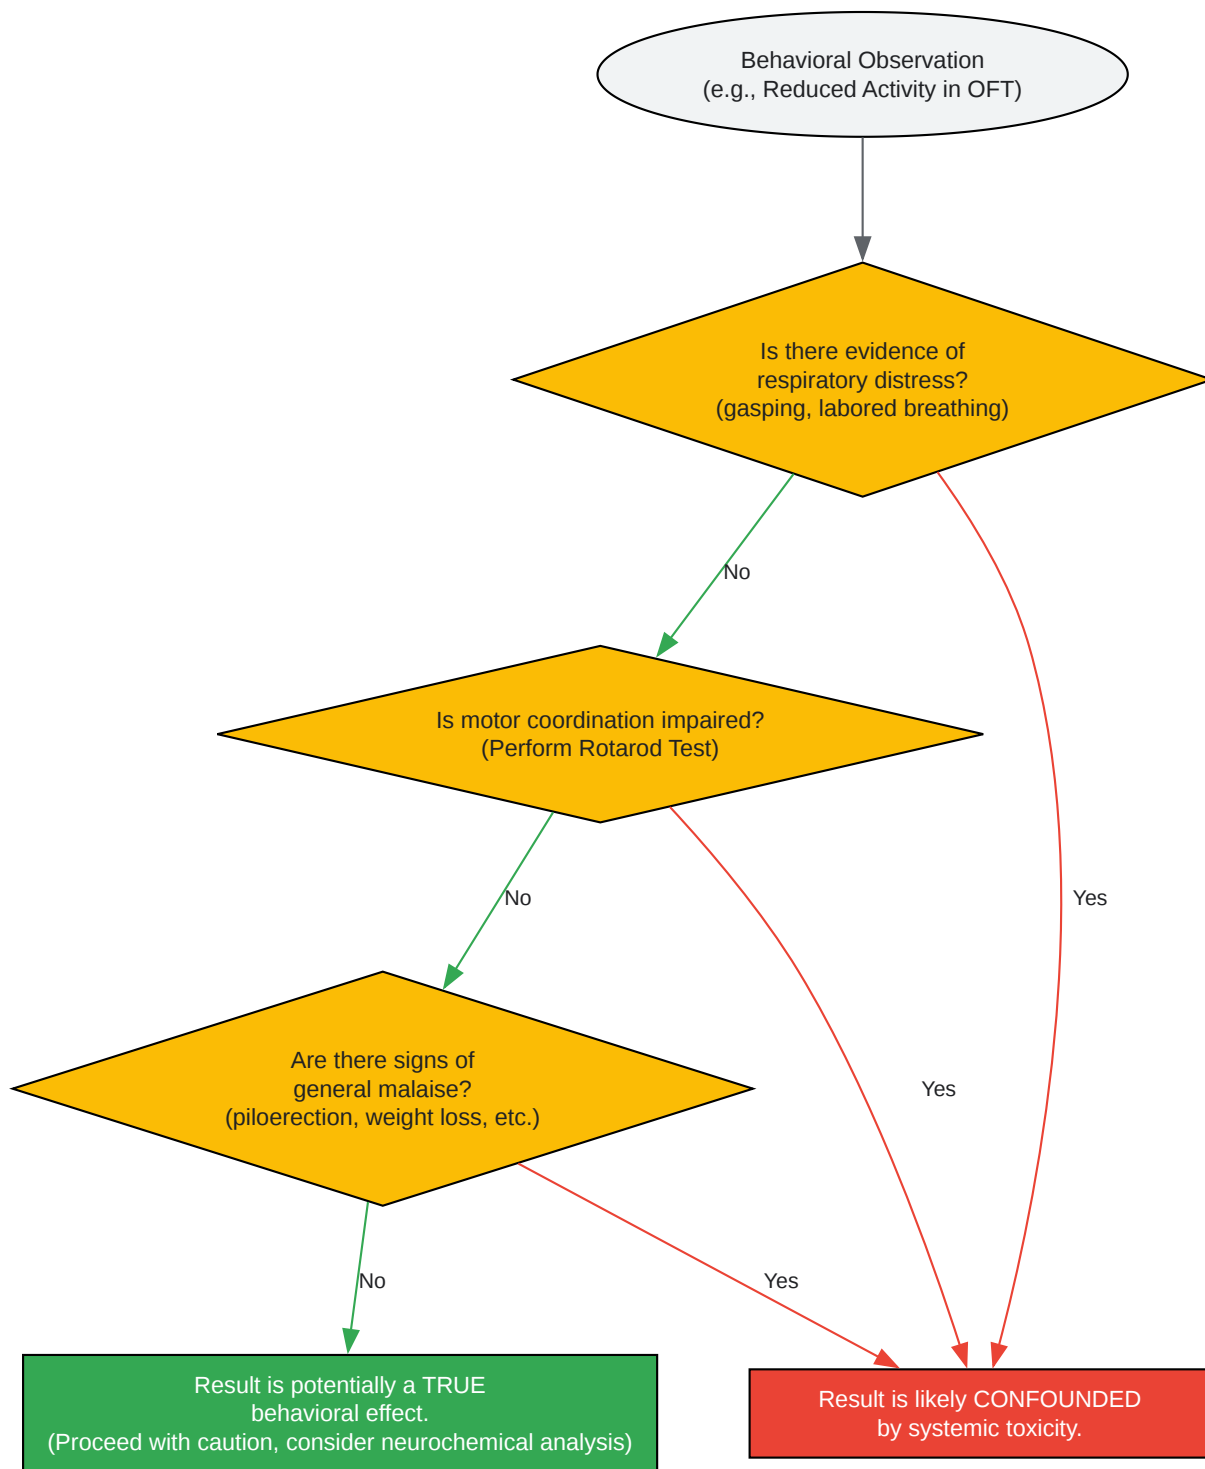 Behavioral Observation
(e.g., Reduced Activity in OFT)
Is there evidence of
respiratory distress?
(gasping, labored breathing)
No
Is motor coordination impaired?
(Perform Rotarod Test)
No
Yes
Are there signs of
general malaise?
(piloerection, weight loss, etc.)
Yes
No
Yes
Result is potentially a TRUE
behavioral effect.
(Proceed with caution, consider neurochemical analysis)
Result is likely CONFOUNDED
by systemic toxicity.